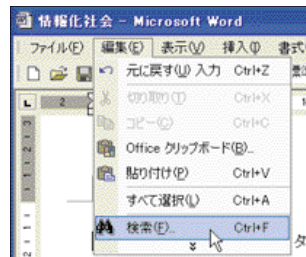 情報化社会 - Microsoft Word
ファイル(F) 編集(E) 表示(V) 挿入(I) 書式
元に戻す(U) 入力 Ctrl+Z
切り取り(T) Ctrl+X
コピー(C) Ctrl+C
Office クリップボード(B)...
貼り付け(P) Ctrl+V
すべて選択(L) Ctrl+A
検索(F)... Ctrl+F